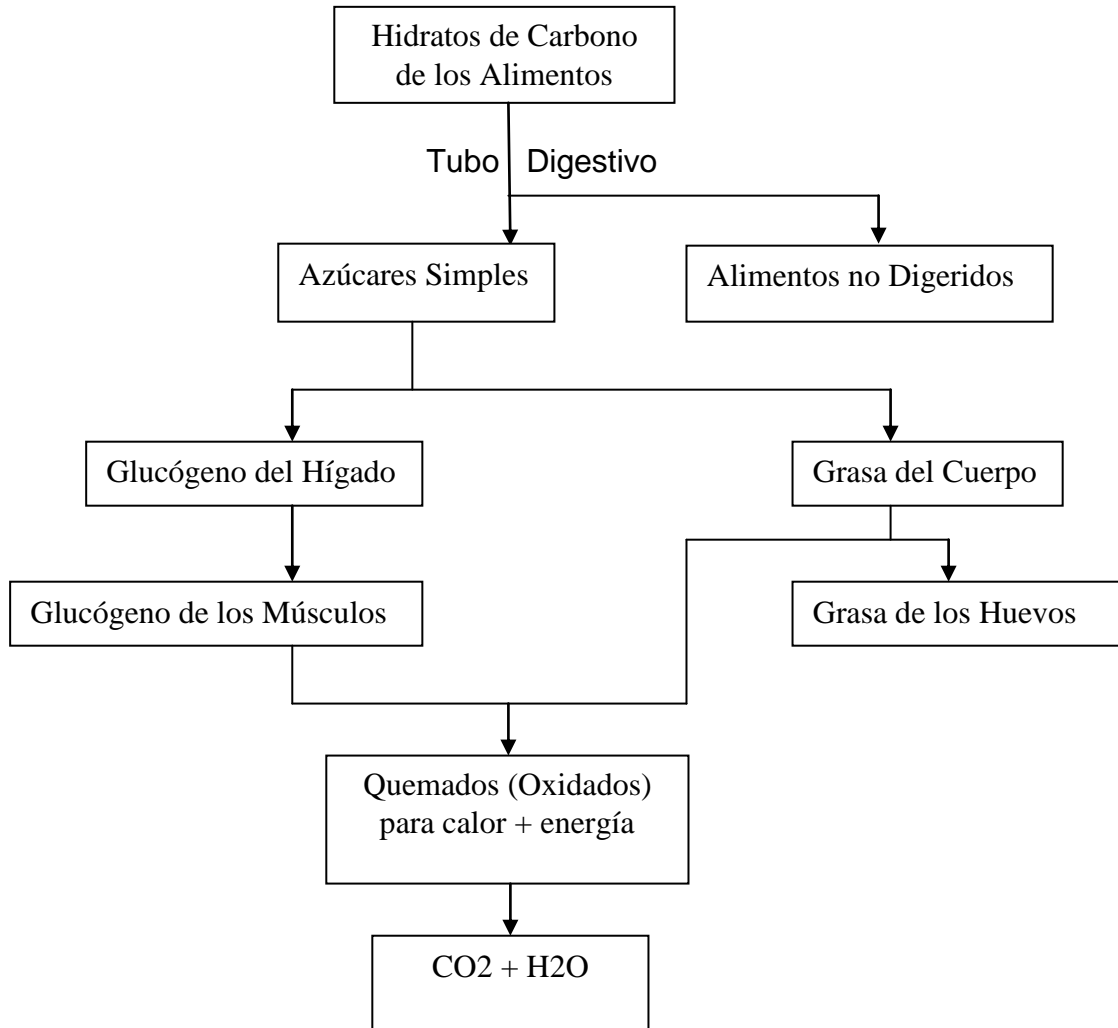 Hidratos de Carbono
de los Alimentos
Tubo Digestivo
Azúcares Simples
Alimentos no Digeridos
Glucógeno del Hígado
Grasa del Cuerpo
Glucógeno de los Músculos
Grasa de los Huevos
Quemados (Oxidados)
para calor + energía
CO2 + H2O